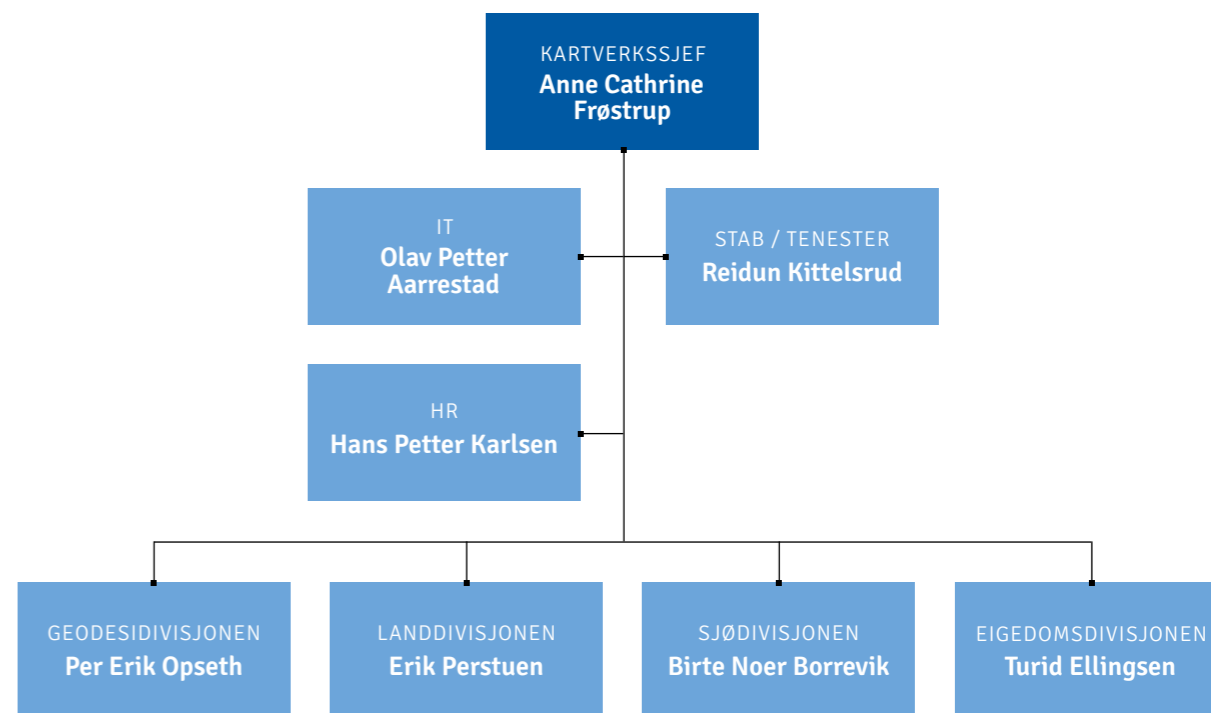 KARTVERKSSJEF
Anne Cathrine
Frøstrup
IT
Olav Petter
Aarrestad
STAB / TENESTER
Reidun Kittelsrud
HR
Hans Petter Karlsen
GEODESIDIVISJONEN
Per Erik Opseth
LANDDIVISJONEN
Erik Perstuen
SJØDIVISJONEN
Birte Noer Borrevik
EIGEDOMSDIVISJONEN
Turid Ellingsen